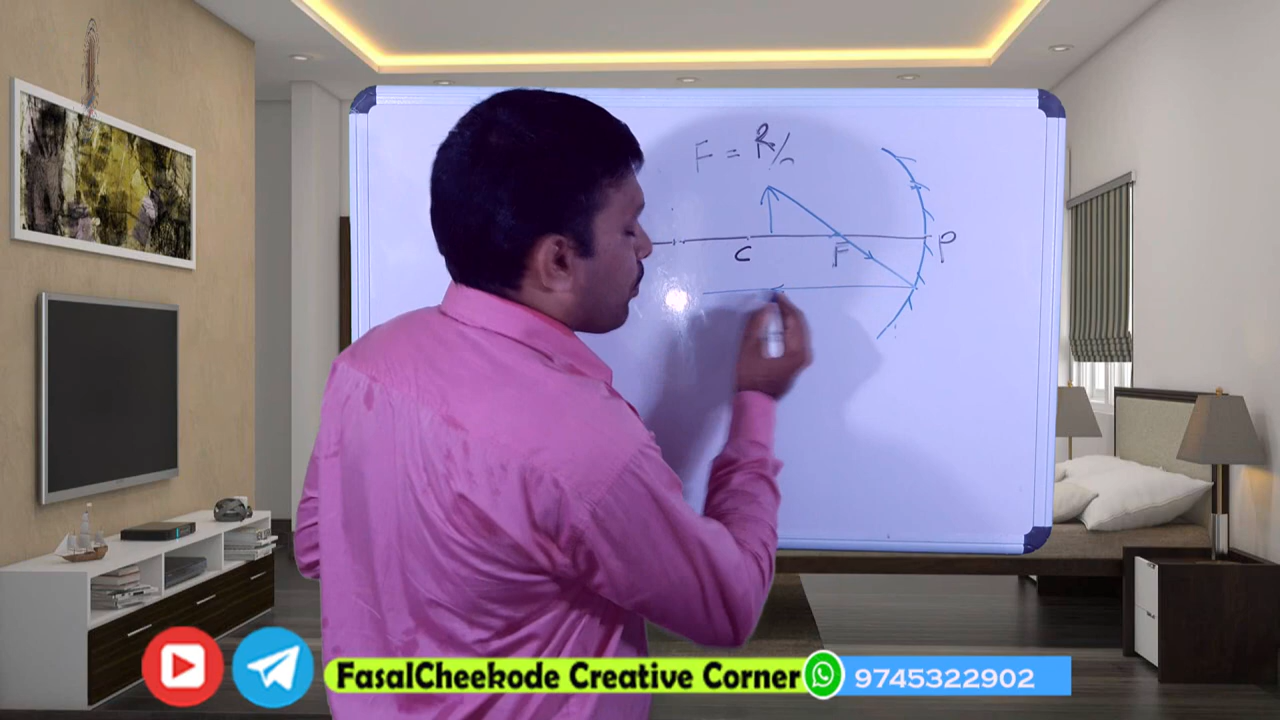 F = R/2
C
F
P
FasalCheekode Creative Corner
9745322902